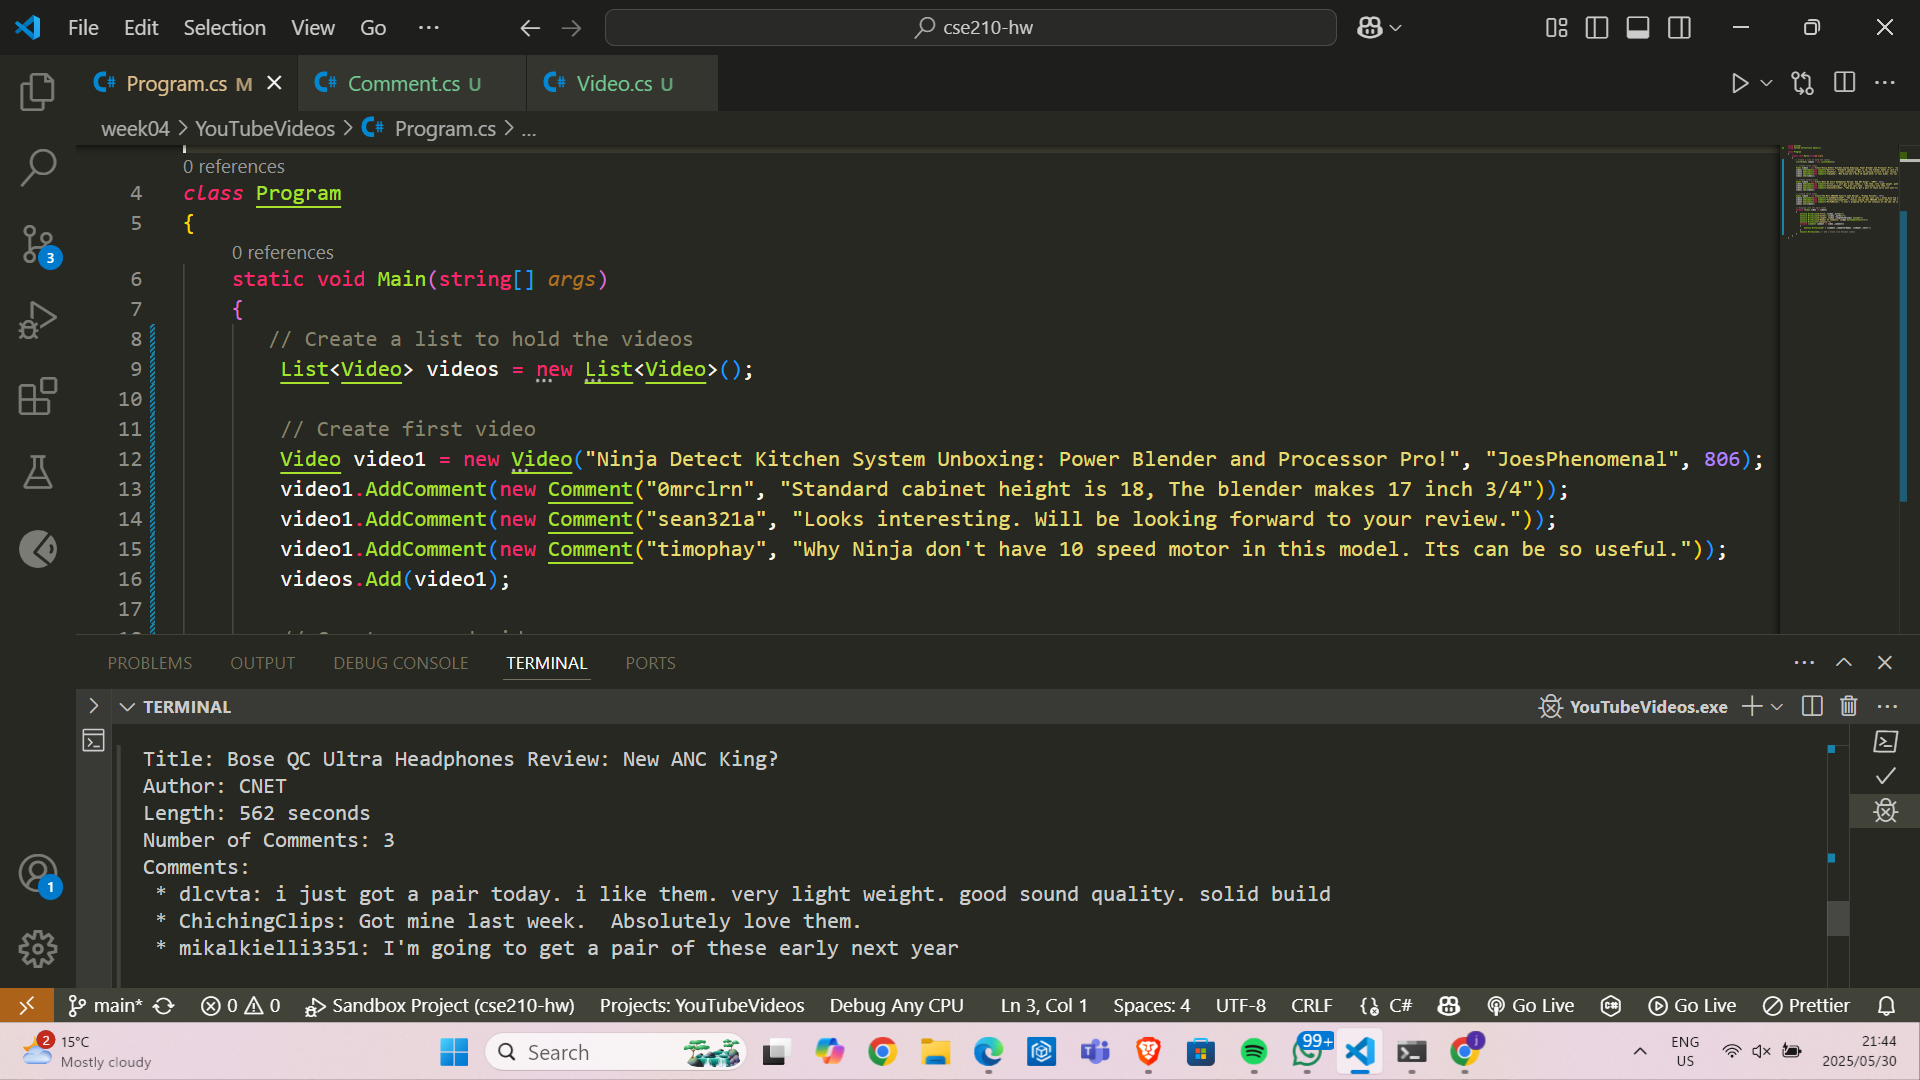 File Edit Selection View Go ··· cse210-hw
Program.cs M Comment.cs U Video.cs U
week04 > YouTubeVideos > Program.cs > ...
0 references
4 class Program
5 {
0 references
6 static void Main(string[] args)
7 {
8 // Create a list to hold the videos
9 List<Video> videos = new List<Video>();
10
11 // Create first video
12 Video video1 = new Video("Ninja Detect Kitchen System Unboxing: Power Blender and Processor Pro!", "JoesPhenomenal", 806);
13 video1.AddComment(new Comment("0mrclrn", "Standard cabinet height is 18, The blender makes 17 inch 3/4"));
14 video1.AddComment(new Comment("sean321a", "Looks interesting. Will be looking forward to your review."));
15 video1.AddComment(new Comment("timophay", "Why Ninja don't have 10 speed motor in this model. Its can be so useful."));
16 videos.Add(video1);
17
PROBLEMS OUTPUT DEBUG CONSOLE TERMINAL PORTS
TERMINAL YouTubeVideos.exe
Title: Bose QC Ultra Headphones Review: New ANC King?
Author: CNET
Length: 562 seconds
Number of Comments: 3
Comments:
* dlcvta: i just got a pair today. i like them. very light weight. good sound quality. solid build
* ChichingClips: Got mine last week.  Absolutely love them.
* mikalkielli3351: I'm going to get a pair of these early next year
3
1
main* 0 0 Sandbox Project (cse210-hw) Projects: YouTubeVideos Debug Any CPU Ln 3, Col 1 Spaces: 4 UTF-8 CRLF C# Go Live Go Live Prettier
2 15°C
Mostly cloudy
Search
99+
j
ENG
US
21:44
2025/05/30